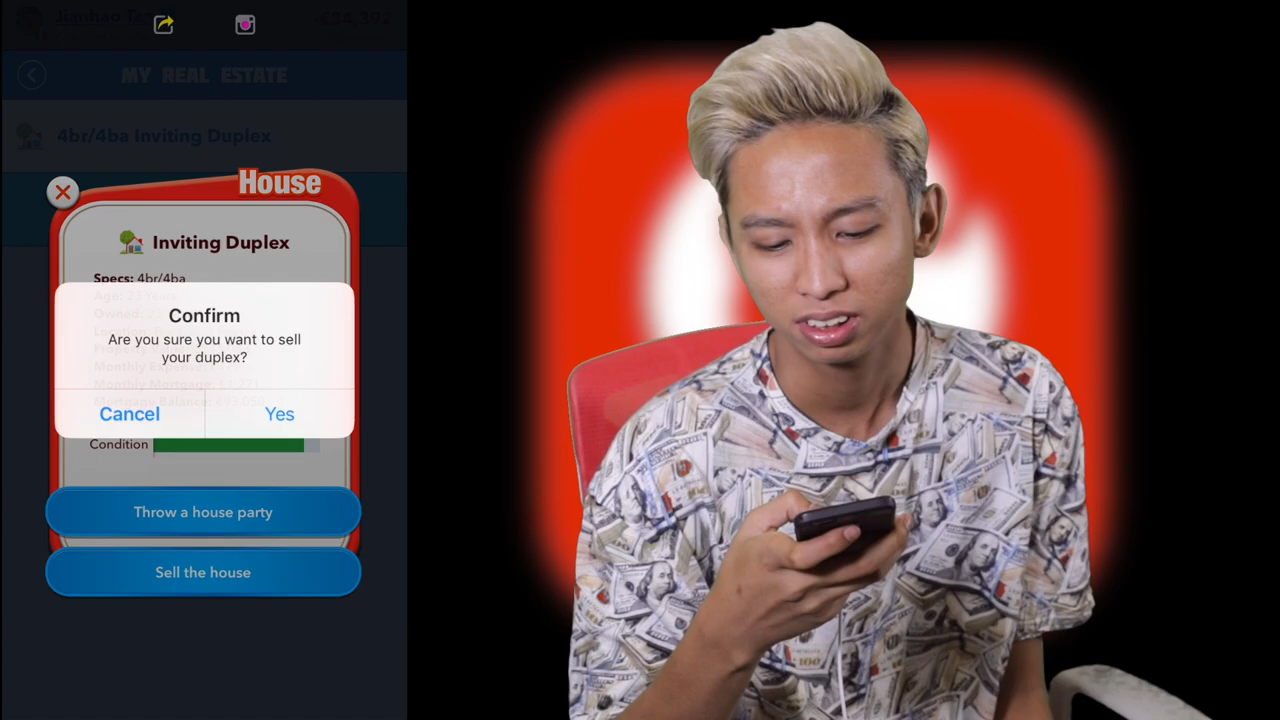 MY REAL ESTATE
4br/4ba Inviting Duplex
House
Inviting Duplex
Specs: 4br/4ba
Confirm
Are you sure you want to sell
your duplex?
Cancel
Yes
Condition
Throw a house party
Sell the house
100